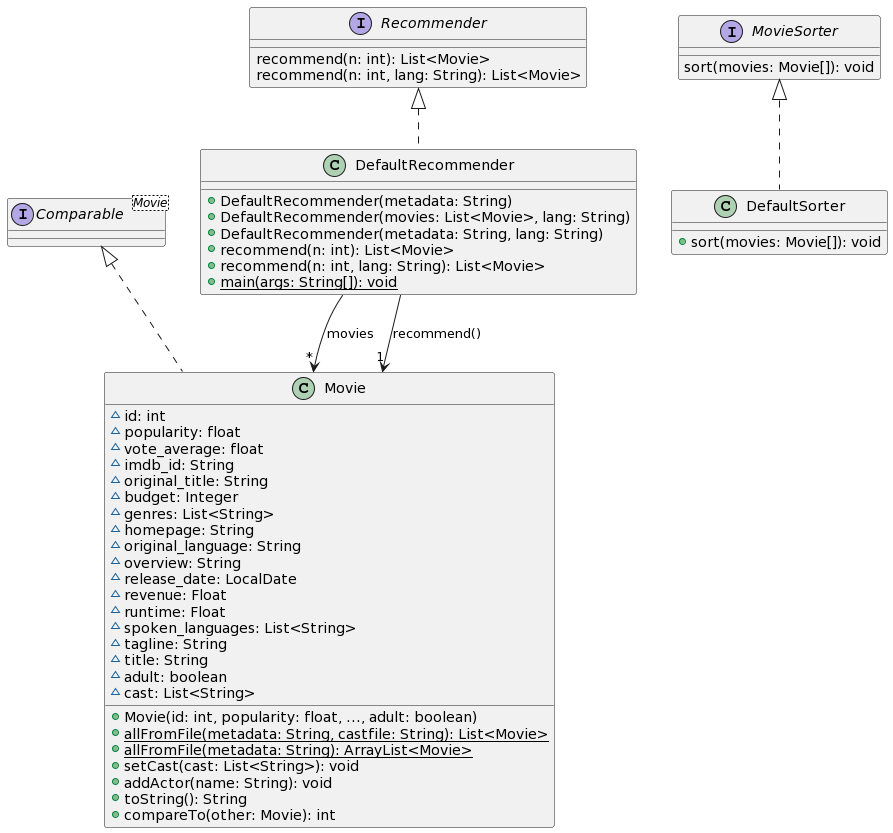 I Recommender
recommend(n: int): List<Movie>
recommend(n: int, lang: String): List<Movie>
I MovieSorter
sort(movies: Movie[]): void
C DefaultRecommender
DefaultRecommender(metadata: String)
DefaultRecommender(movies: List<Movie>, lang: String)
DefaultRecommender(metadata: String, lang: String)
recommend(n: int): List<Movie>
recommend(n: int, lang: String): List<Movie>
main(args: String[]): void
I Comparable
Movie
C DefaultSorter
sort(movies: Movie[]): void
movies
recommend()
*
1
C Movie
id: int
popularity: float
vote_average: float
imdb_id: String
original_title: String
budget: Integer
genres: List<String>
homepage: String
original_language: String
overview: String
release_date: LocalDate
revenue: Float
runtime: Float
spoken_languages: List<String>
tagline: String
title: String
adult: boolean
cast: List<String>
Movie(id: int, popularity: float, ..., adult: boolean)
allFromFile(metadata: String, castfile: String): List<Movie>
allFromFile(metadata: String): ArrayList<Movie>
setCast(cast: List<String>): void
addActor(name: String): void
toString(): String
compareTo(other: Movie): int